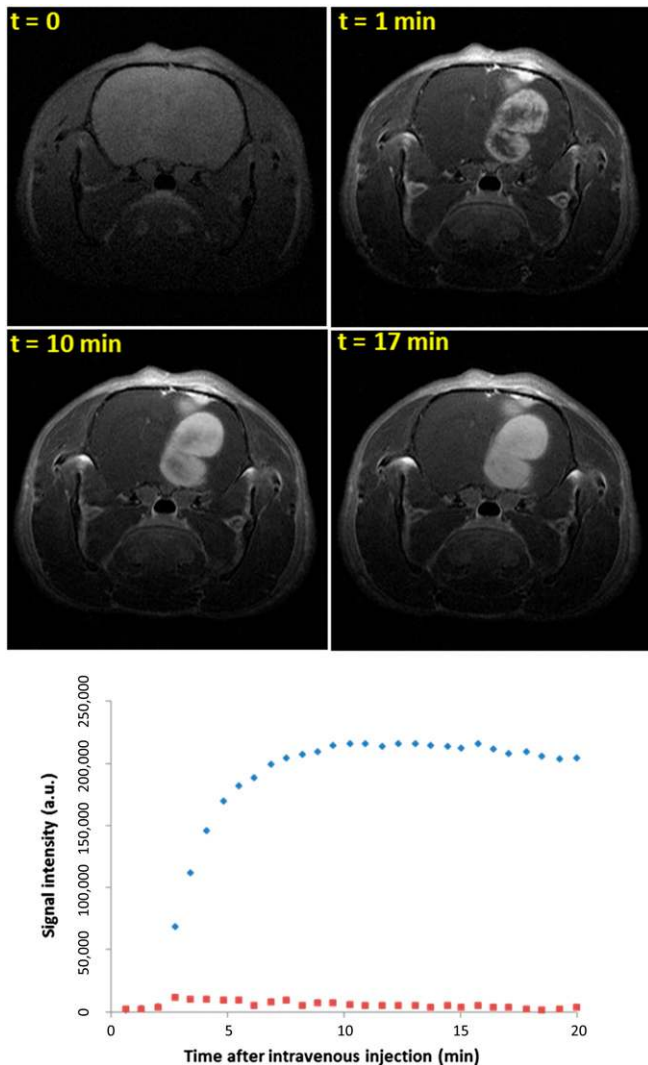 t = 0
t = 1 min
t = 10 min
t = 17 min
250,000
200,000
150,000
100,000
50,000
0
Signal intensity (a.u.)
0 5 10 15 20
Time after intravenous injection (min)